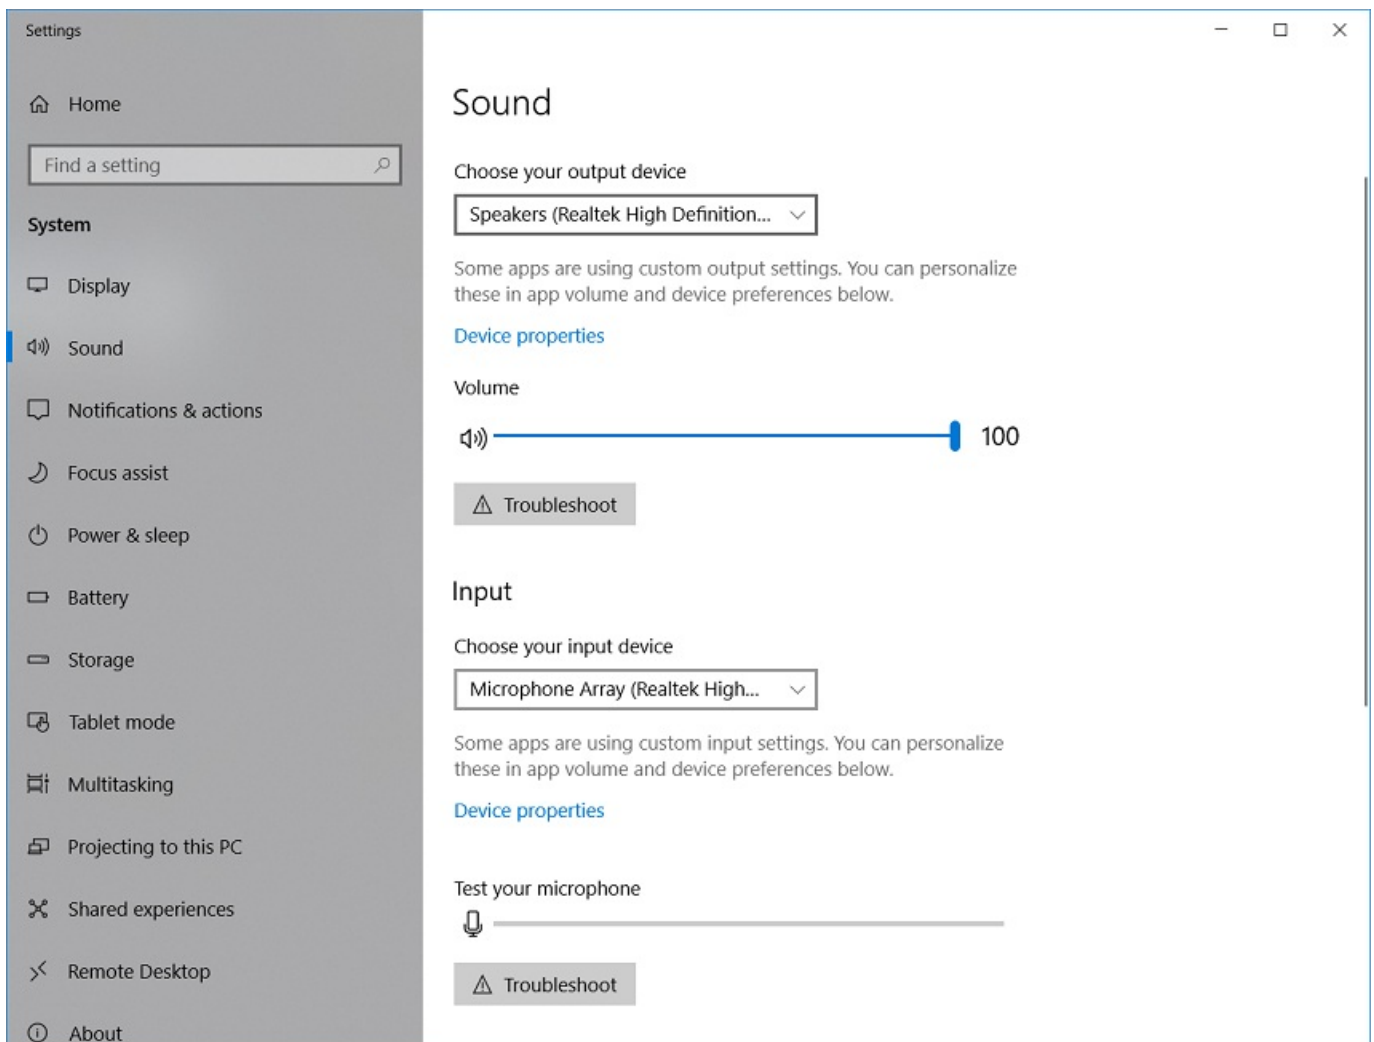 Settings
Home
Find a setting
System
Display
Sound
Notifications & actions
Focus assist
Power & sleep
Battery
Storage
Tablet mode
Multitasking
Projecting to this PC
Shared experiences
Remote Desktop
About
Sound
Choose your output device
Speakers (Realtek High Definition...
Some apps are using custom output settings. You can personalize
these in app volume and device preferences below.
Device properties
Volume
100
Troubleshoot
Input
Choose your input device
Microphone Array (Realtek High...
Some apps are using custom input settings. You can personalize
these in app volume and device preferences below.
Device properties
Test your microphone
Troubleshoot